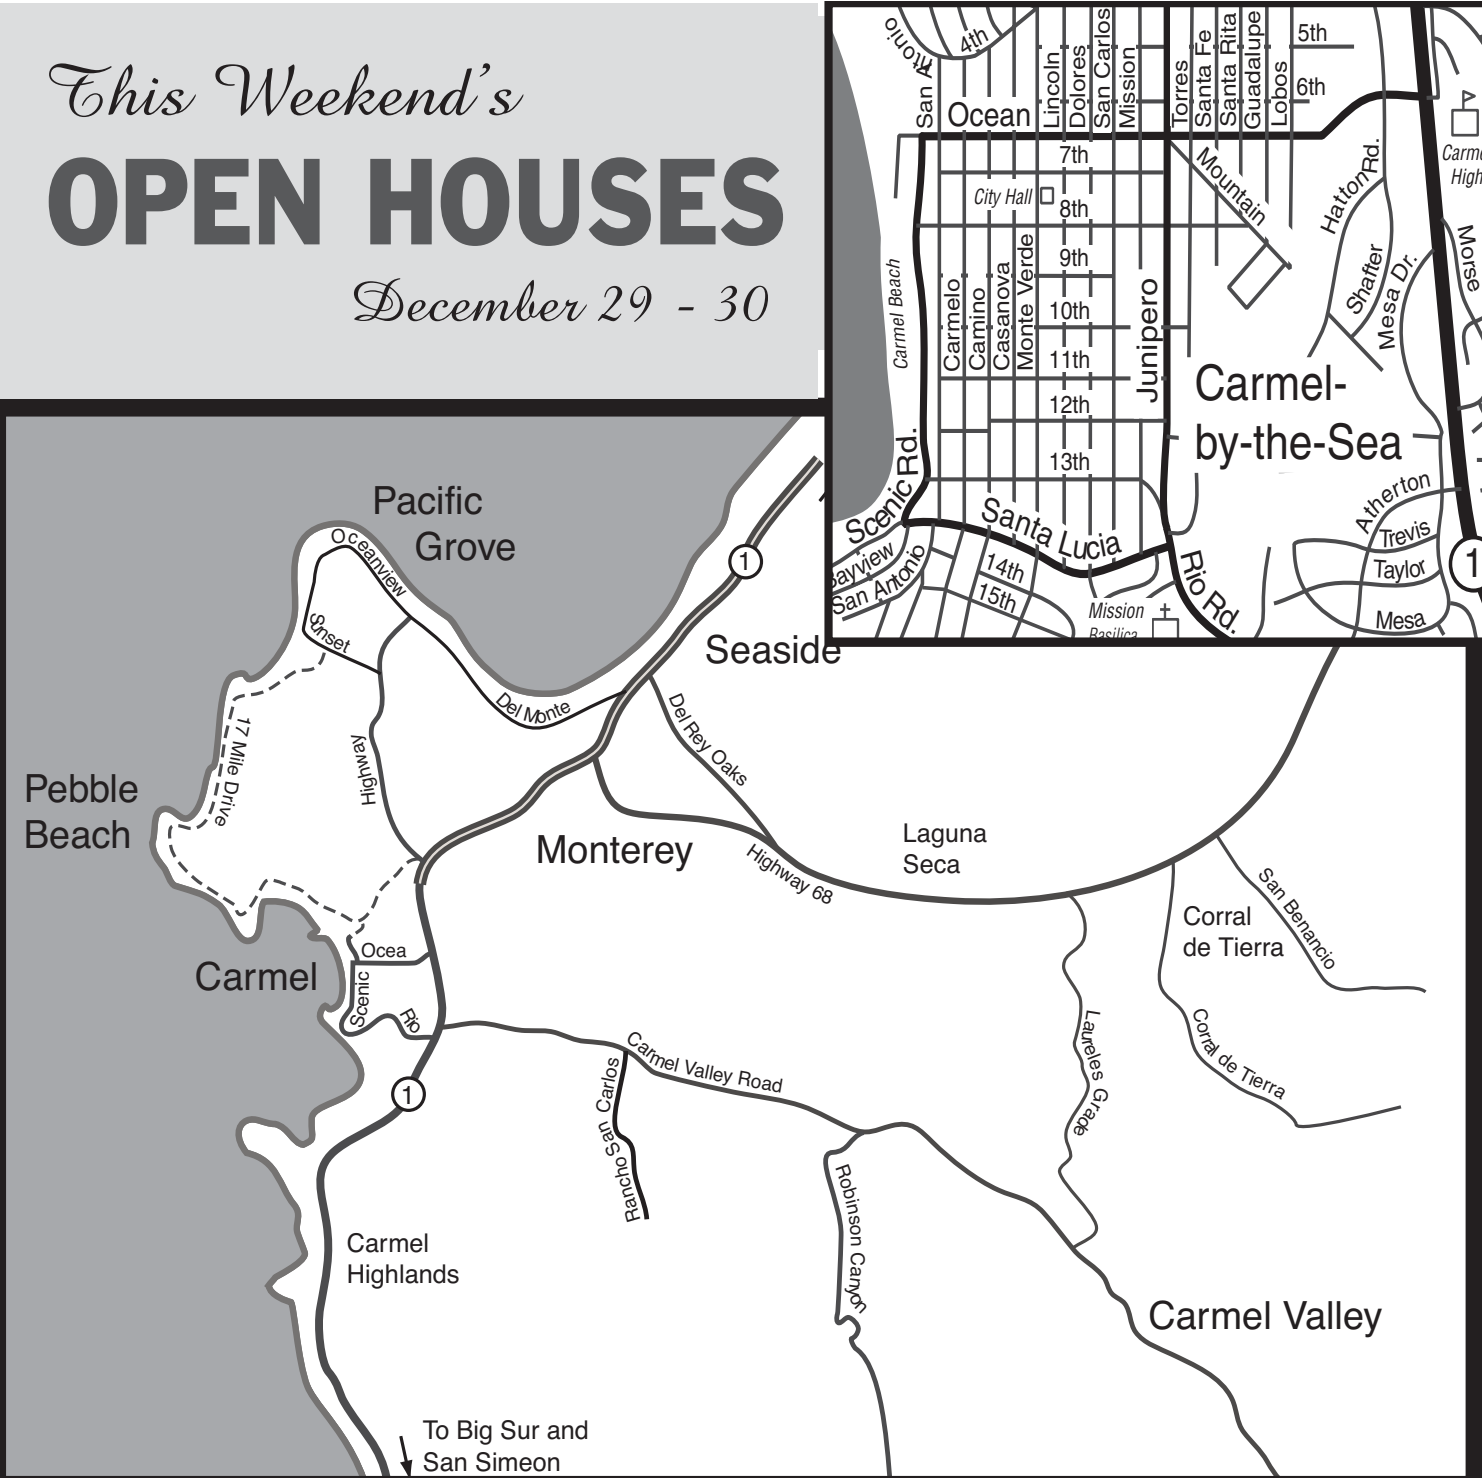 This Weekend's
OPEN HOUSES
December 29 - 30
San Antonio
4th
Lincoln
Dolores
San Carlos
Mission
Torres
Santa Fe
Santa Rita
Guadalupe
Lobos
5th
6th
Ocean
7th
City Hall
8th
Mountain
Hatton Rd.
Shafter
Mesa Dr.
Carme
High
Morse
Carmel Beach
9th
Carmelo
Camino
Casanova
Monte Verde
10th
Junipero
11th
12th
13th
Carmel-
by-the-Sea
Scenic Rd.
Santa Lucia
Bayview
San Antonio
14th
15th
Mission
Basilica
Rio Rd.
Atherton
Trevis
Taylor
Mesa
1
Pacific
Grove
Oceanview
Sunset
1
Seaside
Del Monte
Del Rey Oaks
17 Mile Drive
Highway
Pebble
Beach
Monterey
Highway 68
Laguna
Seca
San Benancio
Corral
de Tierra
Corral de Tierra
Carmel
Ocea
Scenic
Rio
1
Carmel Valley Road
Rancho San Carlos
Laureles Grade
Robinson Canyon
Carmel
Highlands
Carmel Valley
To Big Sur and
San Simeon